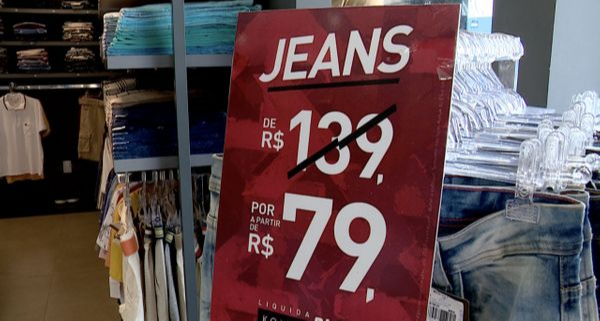 JEANS
DE
R$ 139,
POR
A PARTIR
DE
R$ 79,
LIQUIDA